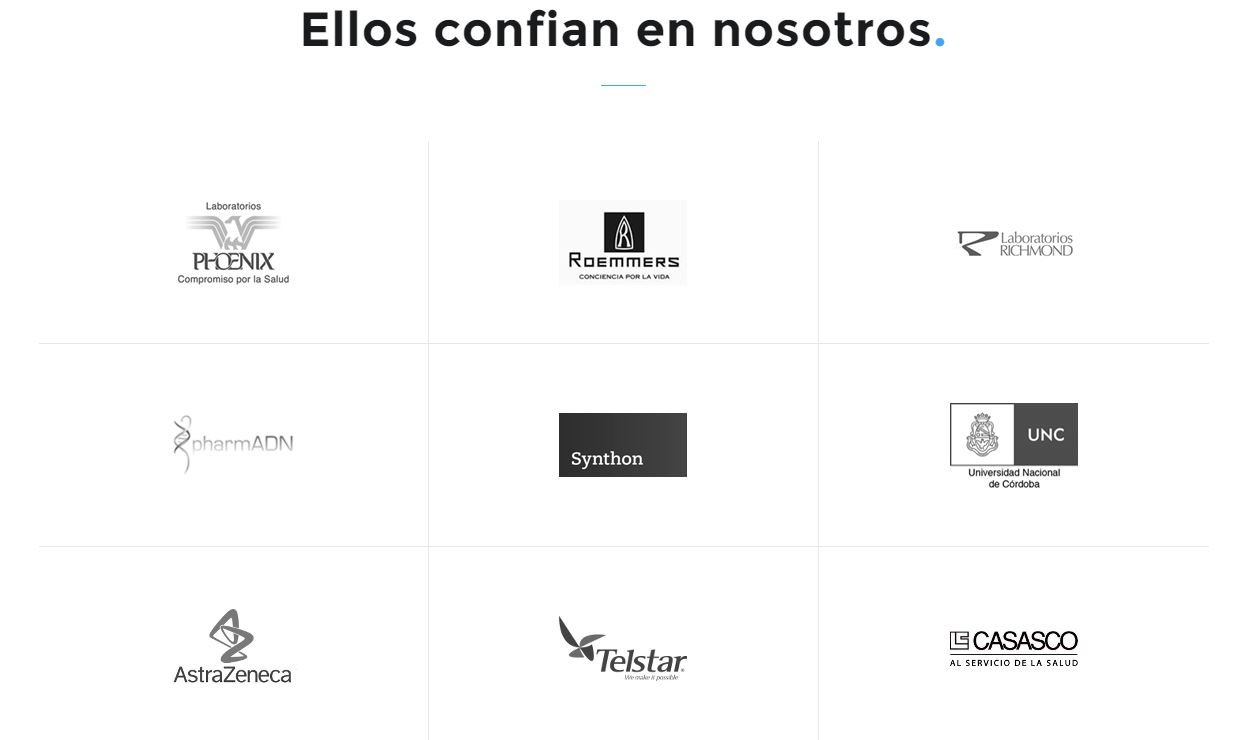 Ellos confian en nosotros.
Laboratorios
PHOENIX
Compromiso por la Salud
R
ROEMMERS
CONCIENCIA POR LA VIDA
Laboratorios
RICHMOND
pharmADN
Synthon
UNC
Universidad Nacional
de Córdoba
AstraZeneca
Telstar
We make it possible
CASASCO
AL SERVICIO DE LA SALUD